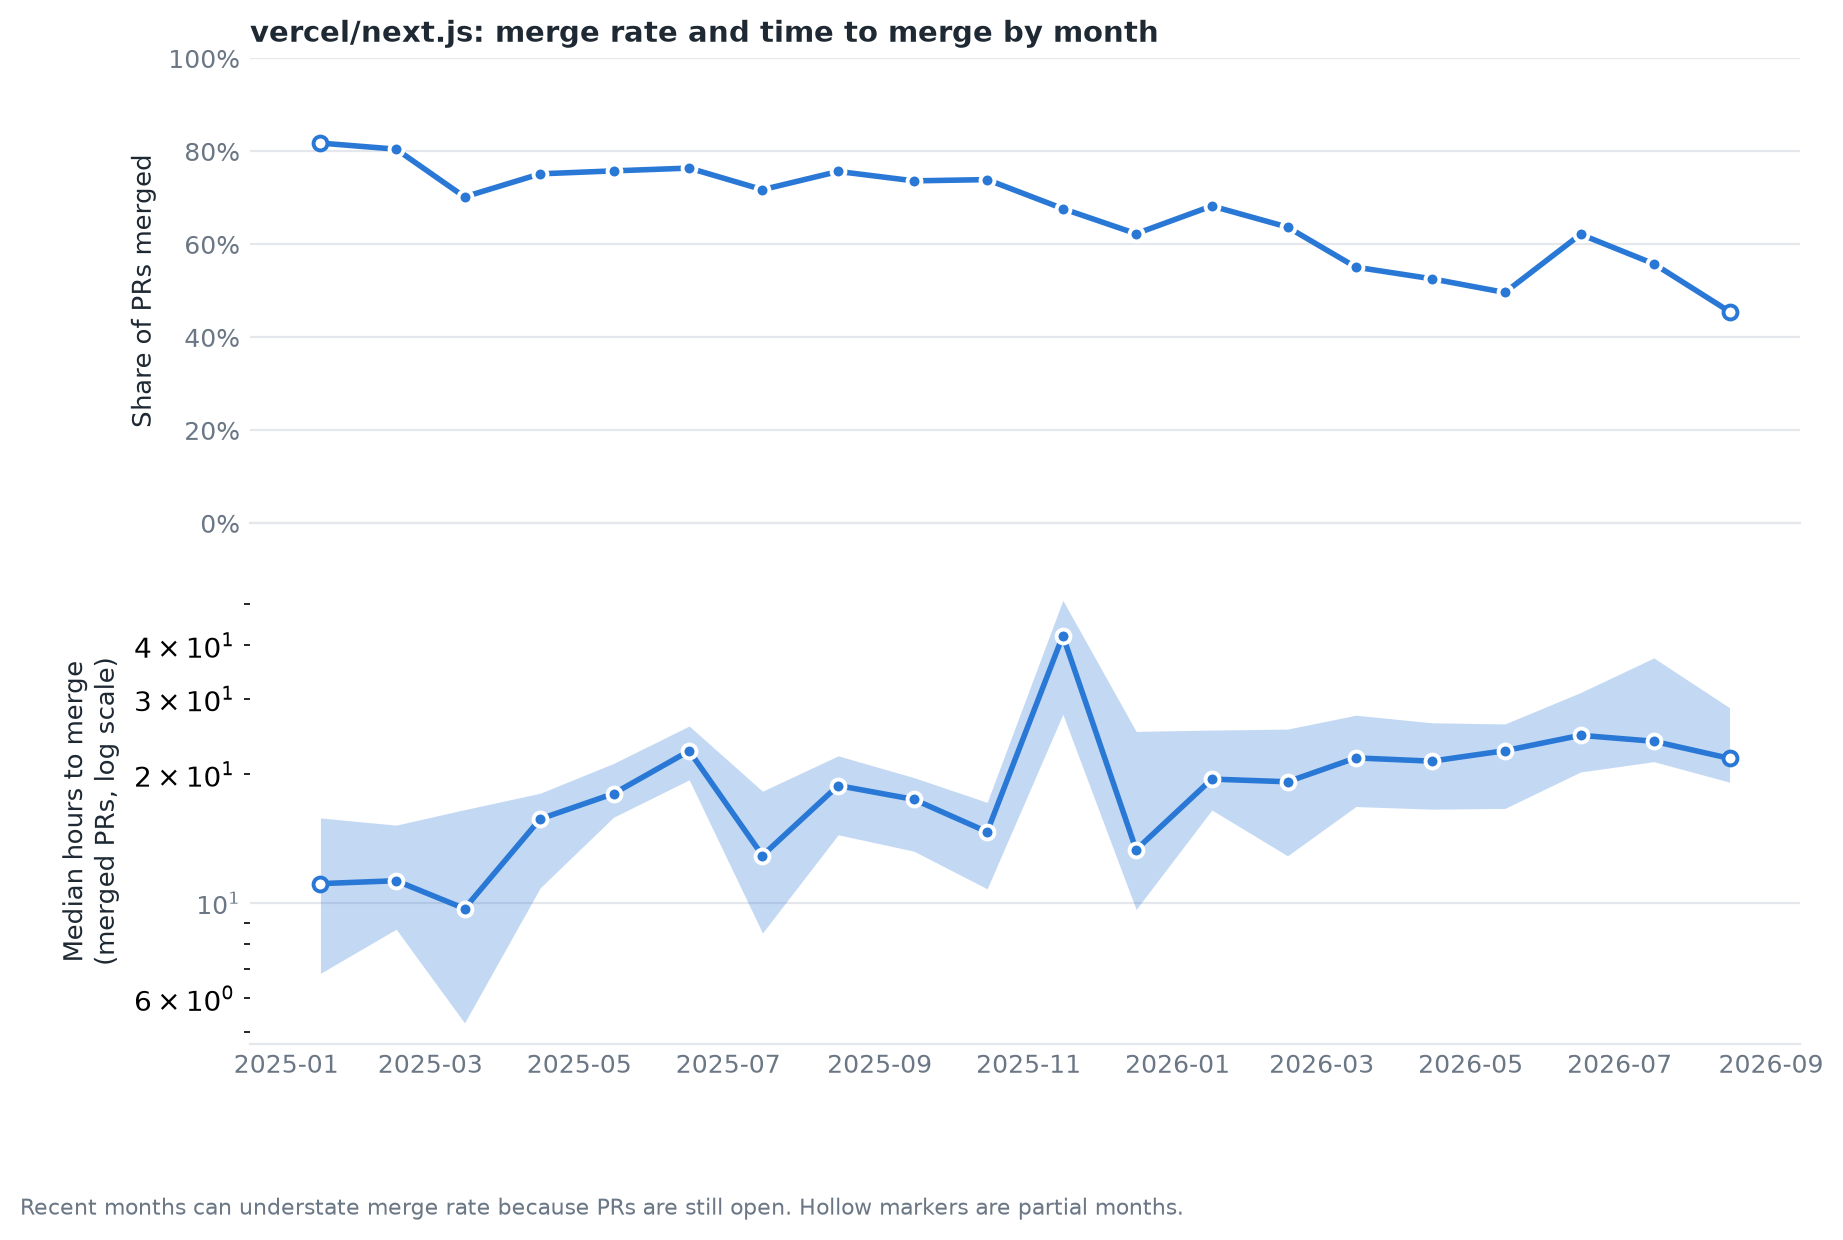 vercel/next.js: merge rate and time to merge by month
100%
80%
60%
40%
20%
0%
Share of PRs merged
4 × 10¹
3 × 10¹
2 × 10¹
10¹
6 × 10⁰
Median hours to merge
(merged PRs, log scale)
2025-01 2025-03 2025-05 2025-07 2025-09 2025-11 2026-01 2026-03 2026-05 2026-07 2026-09
Recent months can understate merge rate because PRs are still open. Hollow markers are partial months.